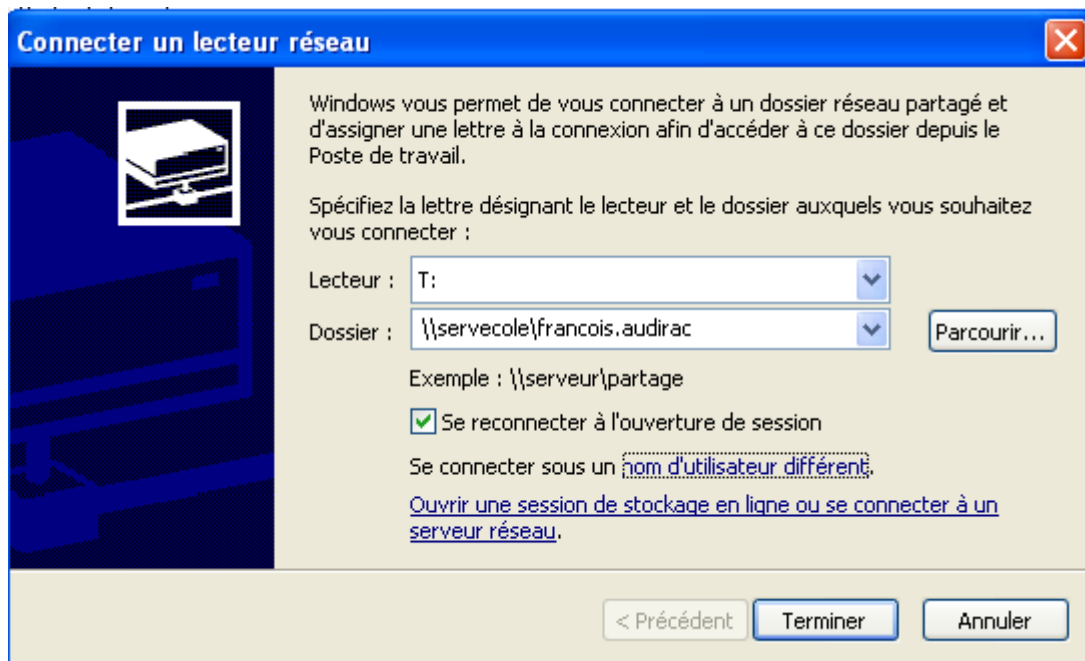 Connecter un lecteur réseau
Windows vous permet de vous connecter à un dossier réseau partagé et
d'assigner une lettre à la connexion afin d'accéder à ce dossier depuis le
Poste de travail.
Spécifiez la lettre désignant le lecteur et le dossier auxquels vous souhaitez
vous connecter :
Lecteur : T:
Dossier : \\servecole\francois.audirac Parcourir...
Exemple : \\serveur\partage
Se reconnecter à l'ouverture de session
Se connecter sous un nom d'utilisateur différent.
Ouvrir une session de stockage en ligne ou se connecter à un
serveur réseau.
< Précédent Terminer Annuler